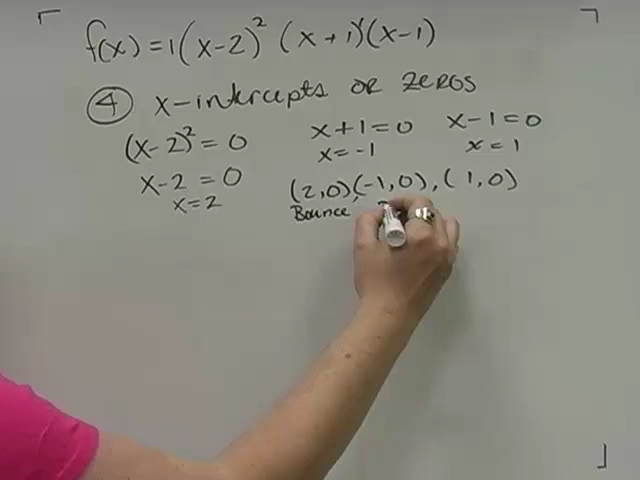 f(x) = 1(x-2)² (x+1)¹(x-1)
④ x-intercepts OR zeros
(x-2)² = 0 x+1=0 x-1=0
x-2=0 x=-1 x=1
x=2 (2,0), (-1,0), (1,0)
Bounce